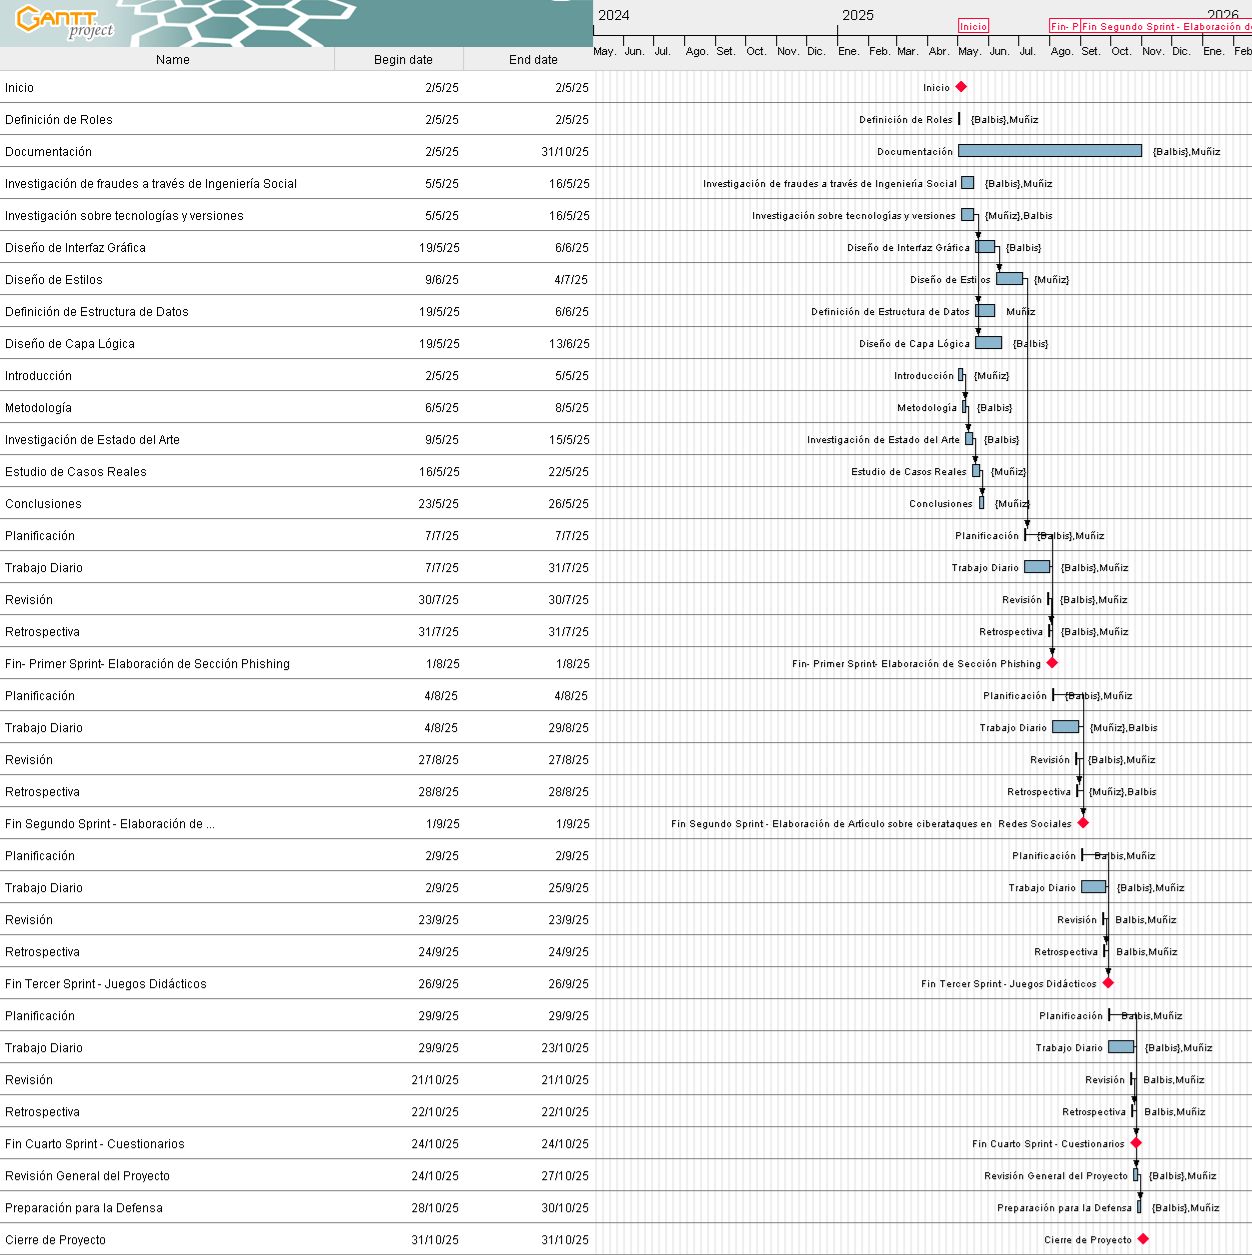 GANTT project
2024 2025 2026
Inicio Fin- P Fin Segundo Sprint - Elaboración de
May. Jun. Jul. Ago. Set. Oct. Nov. Dic. Ene. Feb. Mar. Abr. May. Jun. Jul. Ago. Set. Oct. Nov. Dic. Ene. Feb
Name Begin date End date
Inicio 2/5/25 2/5/25 Inicio
Definición de Roles 2/5/25 2/5/25 Definición de Roles {Balbis},Muñiz
Documentación 2/5/25 31/10/25 Documentación {Balbis},Muñiz
Investigación de fraudes a través de Ingeniería Social 5/5/25 16/5/25 Investigación de fraudes a través de Ingeniería Social {Balbis},Muñiz
Investigación sobre tecnologías y versiones 5/5/25 16/5/25 Investigación sobre tecnologías y versiones {Muñiz},Balbis
Diseño de Interfaz Gráfica 19/5/25 6/6/25 Diseño de Interfaz Gráfica {Balbis}
Diseño de Estilos 9/6/25 4/7/25 Diseño de Estilos {Muñiz}
Definición de Estructura de Datos 19/5/25 6/6/25 Definición de Estructura de Datos Muñiz
Diseño de Capa Lógica 19/5/25 13/6/25 Diseño de Capa Lógica {Balbis}
Introducción 2/5/25 5/5/25 Introducción {Muñiz}
Metodología 6/5/25 8/5/25 Metodología {Balbis}
Investigación de Estado del Arte 9/5/25 15/5/25 Investigación de Estado del Arte {Balbis}
Estudio de Casos Reales 16/5/25 22/5/25 Estudio de Casos Reales {Muñiz}
Conclusiones 23/5/25 26/5/25 Conclusiones {Muñiz}
Planificación 7/7/25 7/7/25 Planificación {Balbis},Muñiz
Trabajo Diario 7/7/25 31/7/25 Trabajo Diario {Balbis},Muñiz
Revisión 30/7/25 30/7/25 Revisión {Balbis},Muñiz
Retrospectiva 31/7/25 31/7/25 Retrospectiva {Balbis},Muñiz
Fin- Primer Sprint- Elaboración de Sección Phishing 1/8/25 1/8/25 Fin- Primer Sprint- Elaboración de Sección Phishing
Planificación 4/8/25 4/8/25 Planificación {Balbis},Muñiz
Trabajo Diario 4/8/25 29/8/25 Trabajo Diario {Muñiz},Balbis
Revisión 27/8/25 27/8/25 Revisión {Balbis},Muñiz
Retrospectiva 28/8/25 28/8/25 Retrospectiva {Muñiz},Balbis
Fin Segundo Sprint - Elaboración de ... 1/9/25 1/9/25 Fin Segundo Sprint - Elaboración de Artículo sobre ciberataques en Redes Sociales
Planificación 2/9/25 2/9/25 Planificación Balbis,Muñiz
Trabajo Diario 2/9/25 25/9/25 Trabajo Diario {Balbis},Muñiz
Revisión 23/9/25 23/9/25 Revisión Balbis,Muñiz
Retrospectiva 24/9/25 24/9/25 Retrospectiva Balbis,Muñiz
Fin Tercer Sprint - Juegos Didácticos 26/9/25 26/9/25 Fin Tercer Sprint - Juegos Didácticos
Planificación 29/9/25 29/9/25 Planificación Balbis,Muñiz
Trabajo Diario 29/9/25 23/10/25 Trabajo Diario {Balbis},Muñiz
Revisión 21/10/25 21/10/25 Revisión Balbis,Muñiz
Retrospectiva 22/10/25 22/10/25 Retrospectiva Balbis,Muñiz
Fin Cuarto Sprint - Cuestionarios 24/10/25 24/10/25 Fin Cuarto Sprint - Cuestionarios
Revisión General del Proyecto 24/10/25 27/10/25 Revisión General del Proyecto {Balbis},Muñiz
Preparación para la Defensa 28/10/25 30/10/25 Preparación para la Defensa {Balbis},Muñiz
Cierre de Proyecto 31/10/25 31/10/25 Cierre de Proyecto